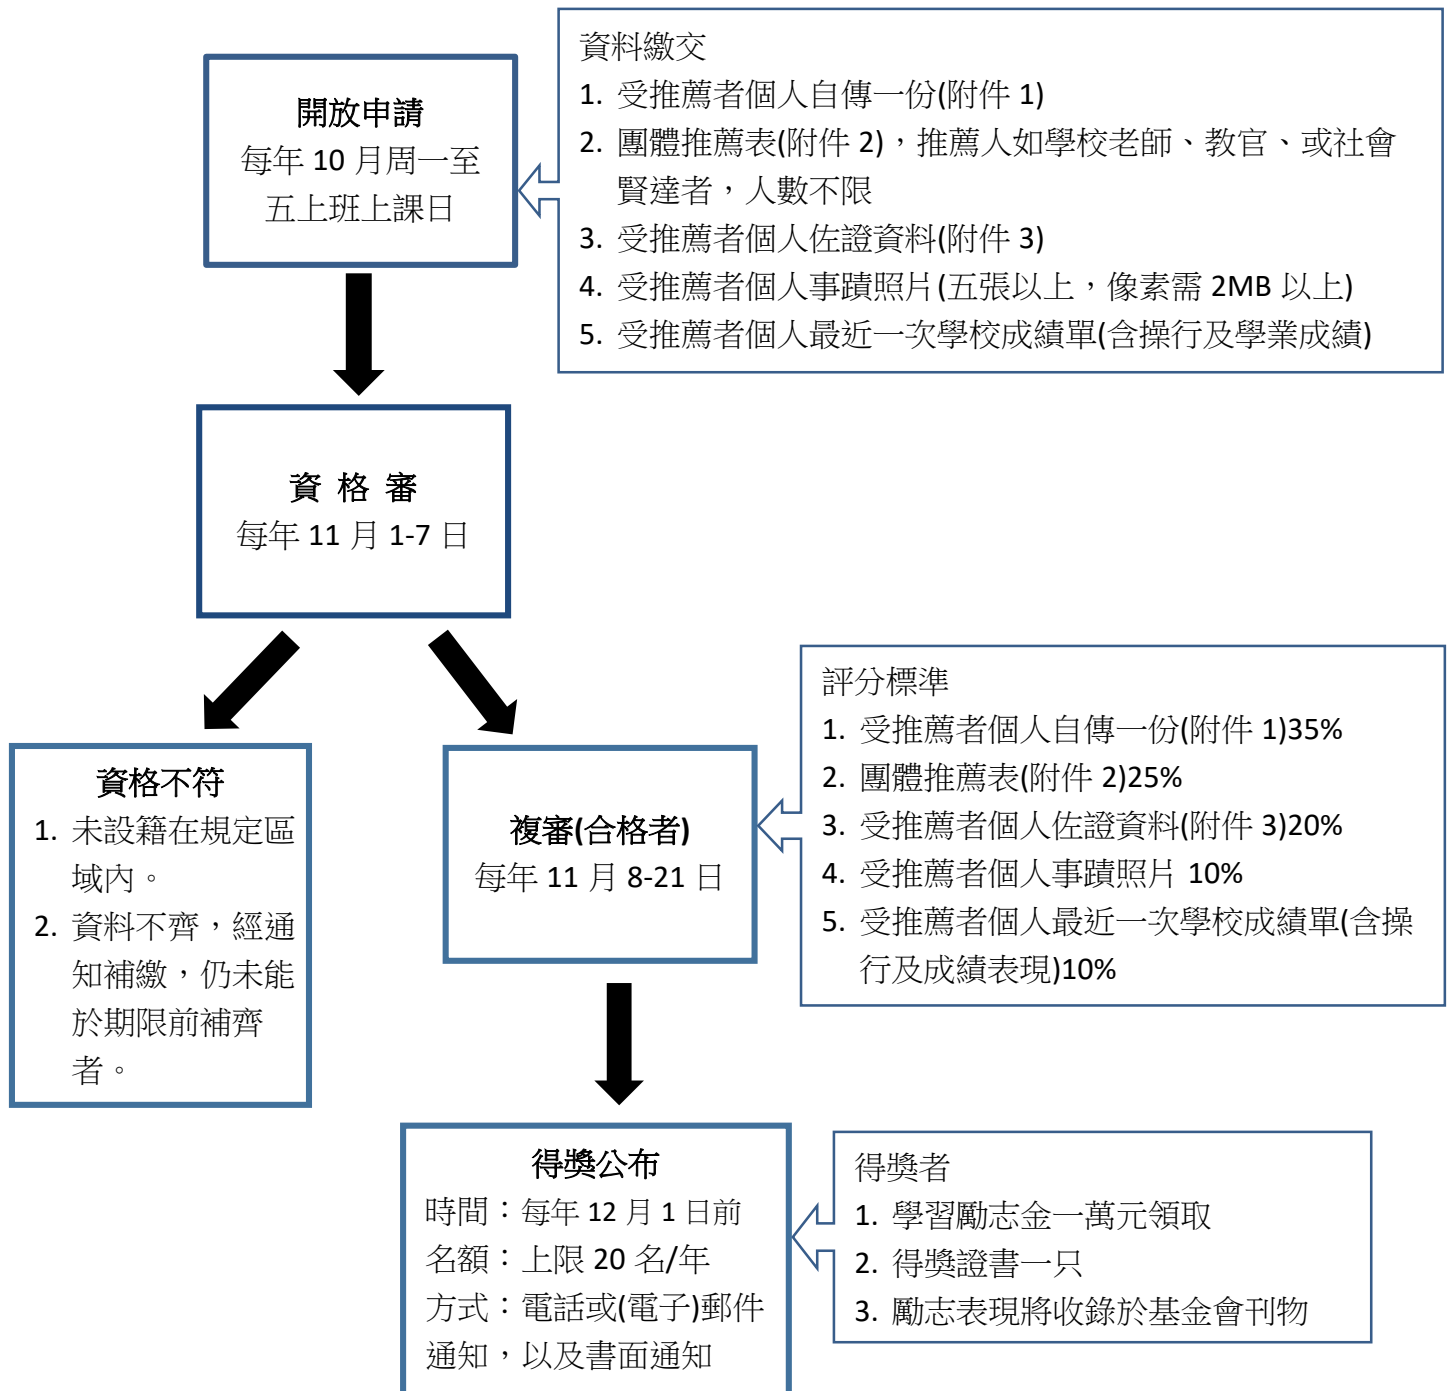 開放申請
每年 10 月周一至
五上班上課日
資料繳交
1. 受推薦者個人自傳一份(附件 1)
2. 團體推薦表(附件 2)，推薦人如學校老師、教官、或社會
賢達者，人數不限
3. 受推薦者個人佐證資料(附件 3)
4. 受推薦者個人事蹟照片(五張以上，像素需 2MB 以上)
5. 受推薦者個人最近一次學校成績單(含操行及學業成績)
資 格 審
每年 11 月 1-7 日
資格不符
1. 未設籍在規定區
域內。
2. 資料不齊，經通
知補繳，仍未能
於期限前補齊
者。
複審(合格者)
每年 11 月 8-21 日
評分標準
1. 受推薦者個人自傳一份(附件 1)35%
2. 團體推薦表(附件 2)25%
3. 受推薦者個人佐證資料(附件 3)20%
4. 受推薦者個人事蹟照片 10%
5. 受推薦者個人最近一次學校成績單(含操
行及成績表現)10%
得獎公布
時間：每年 12 月 1 日前
名額：上限 20 名/年
方式：電話或(電子)郵件
通知，以及書面通知
得獎者
1. 學習勵志金一萬元領取
2. 得獎證書一只
3. 勵志表現將收錄於基金會刊物